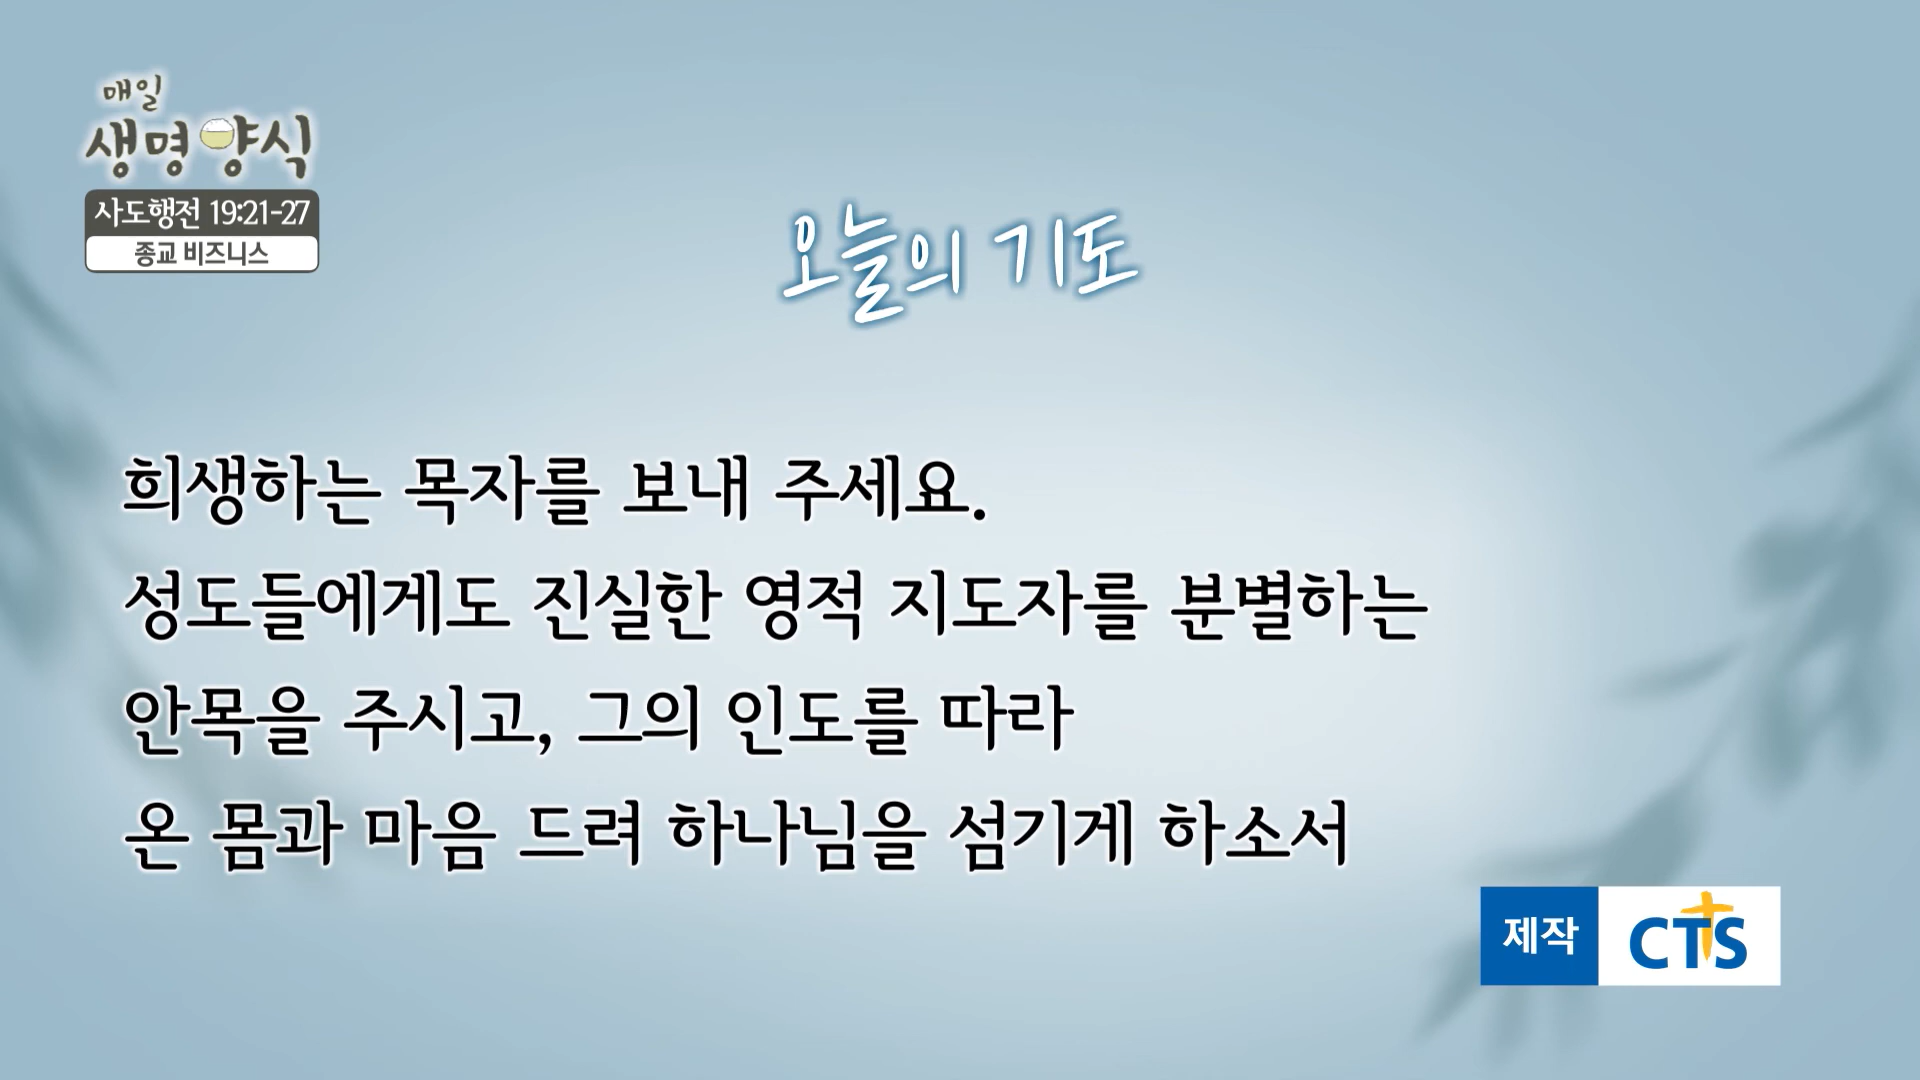 매일
생명양식
사도행전 19:21-27
종교 비즈니스
오늘의 기도
희생하는 목자를 보내 주세요.
성도들에게도 진실한 영적 지도자를 분별하는
안목을 주시고, 그의 인도를 따라
온 몸과 마음 드려 하나님을 섬기게 하소서
제작 CTS